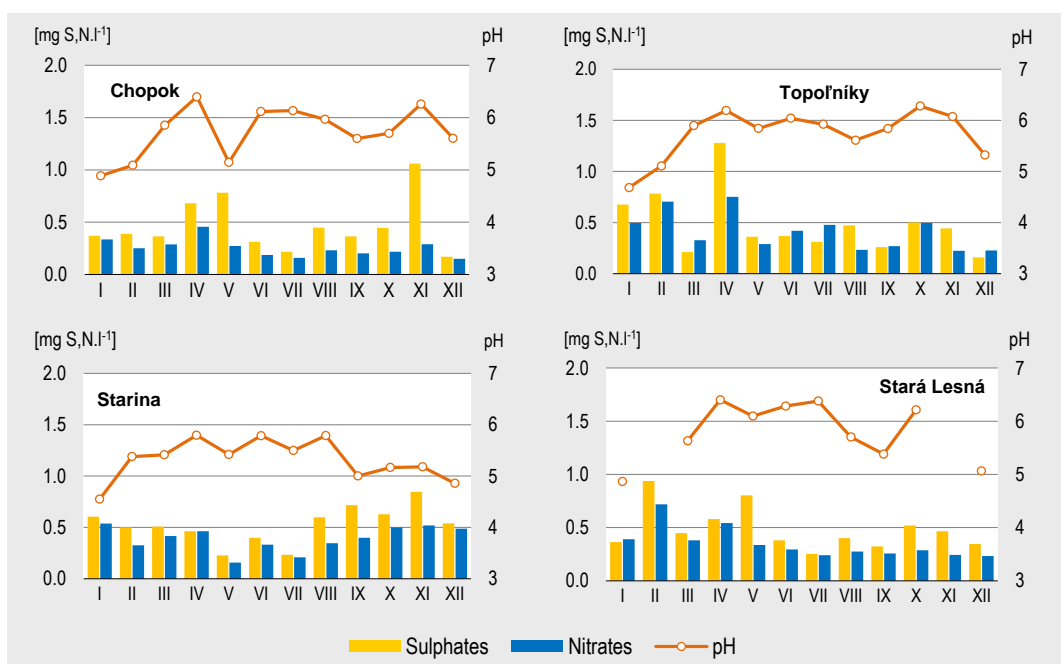 [mg S,N.l-1] pH
Chopok
2.0 7
1.5 6
1.0 5
0.5 4
0.0 3
I II III IV V VI VII VIII IX X XI XII
[mg S,N.l-1] pH
Topoľníky
2.0 7
1.5 6
1.0 5
0.5 4
0.0 3
I II III IV V VI VII VIII IX X XI XII
[mg S,N.l-1] pH
Starina
2.0 7
1.5 6
1.0 5
0.5 4
0.0 3
I II III IV V VI VII VIII IX X XI XII
[mg S,N.l-1] pH
Stará Lesná
2.0 7
1.5 6
1.0 5
0.5 4
0.0 3
I II III IV V VI VII VIII IX X XI XII
Sulphates Nitrates pH